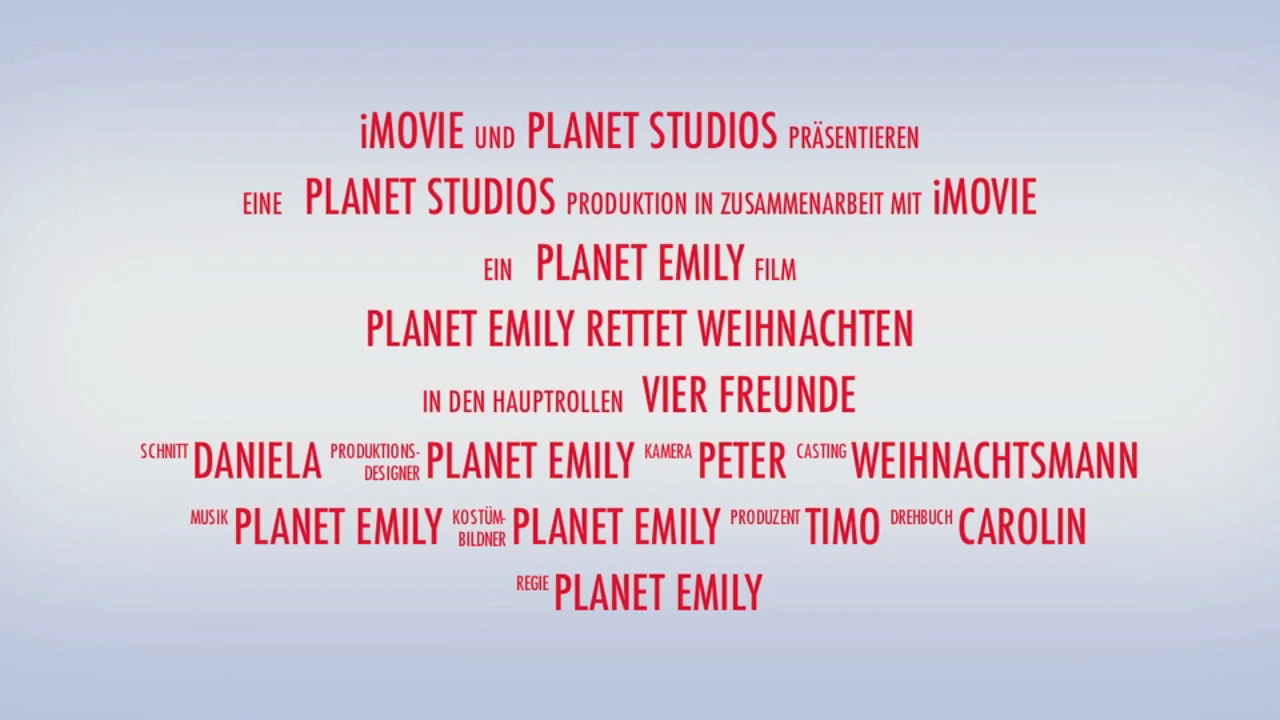 iMOVIE UND PLANET STUDIOS PRÄSENTIEREN
EINE PLANET STUDIOS PRODUKTION IN ZUSAMMENARBEIT MIT iMOVIE
EIN PLANET EMILY FILM
PLANET EMILY RETTET WEIHNACHTEN
IN DEN HAUPTROLLEN VIER FREUNDE
SCHNITT DANIELA PRODUKTIONS-DESIGNER PLANET EMILY KAMERA PETER CASTING WEIHNACHTSMANN
MUSIK PLANET EMILY KOSTÜM-BILDNER PLANET EMILY PRODUZENT TIMO DREHBUCH CAROLIN
REGIE PLANET EMILY